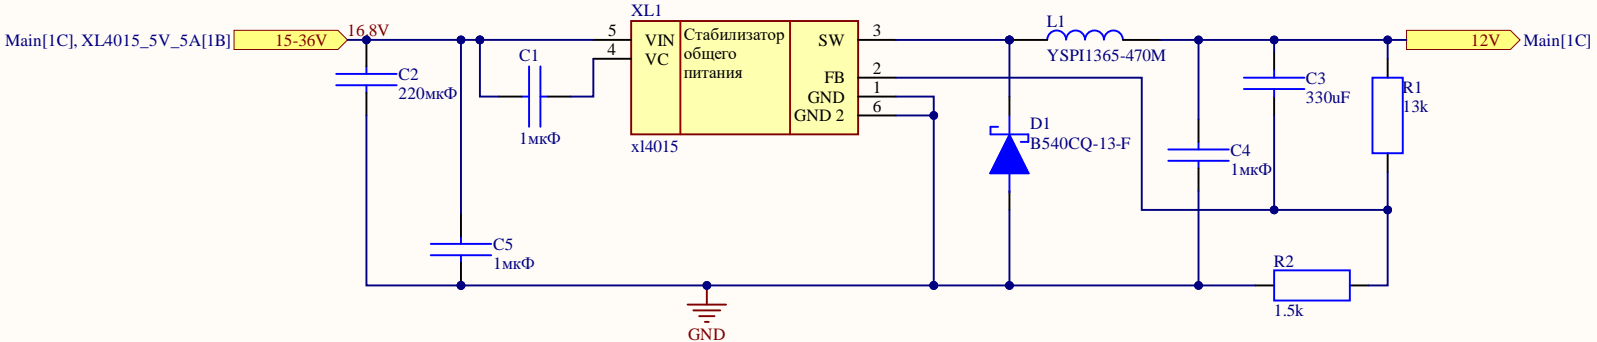 XL1
L1
16.8V
Main[1C], XL4015_5V_5A[1B]
15-36V
5
VIN
Стабилизатор
SW
3
12V
Main[1C]
4
VC
общего
YSPI1365-470M
C1
питания
FB
2
C2
C3
220мкФ
GND
1
330uF
R1
GND 2
6
13k
1мкФ
xl4015
D1
B540CQ-13-F
C4
1мкФ
C5
1мкФ
R2
1.5k
GND